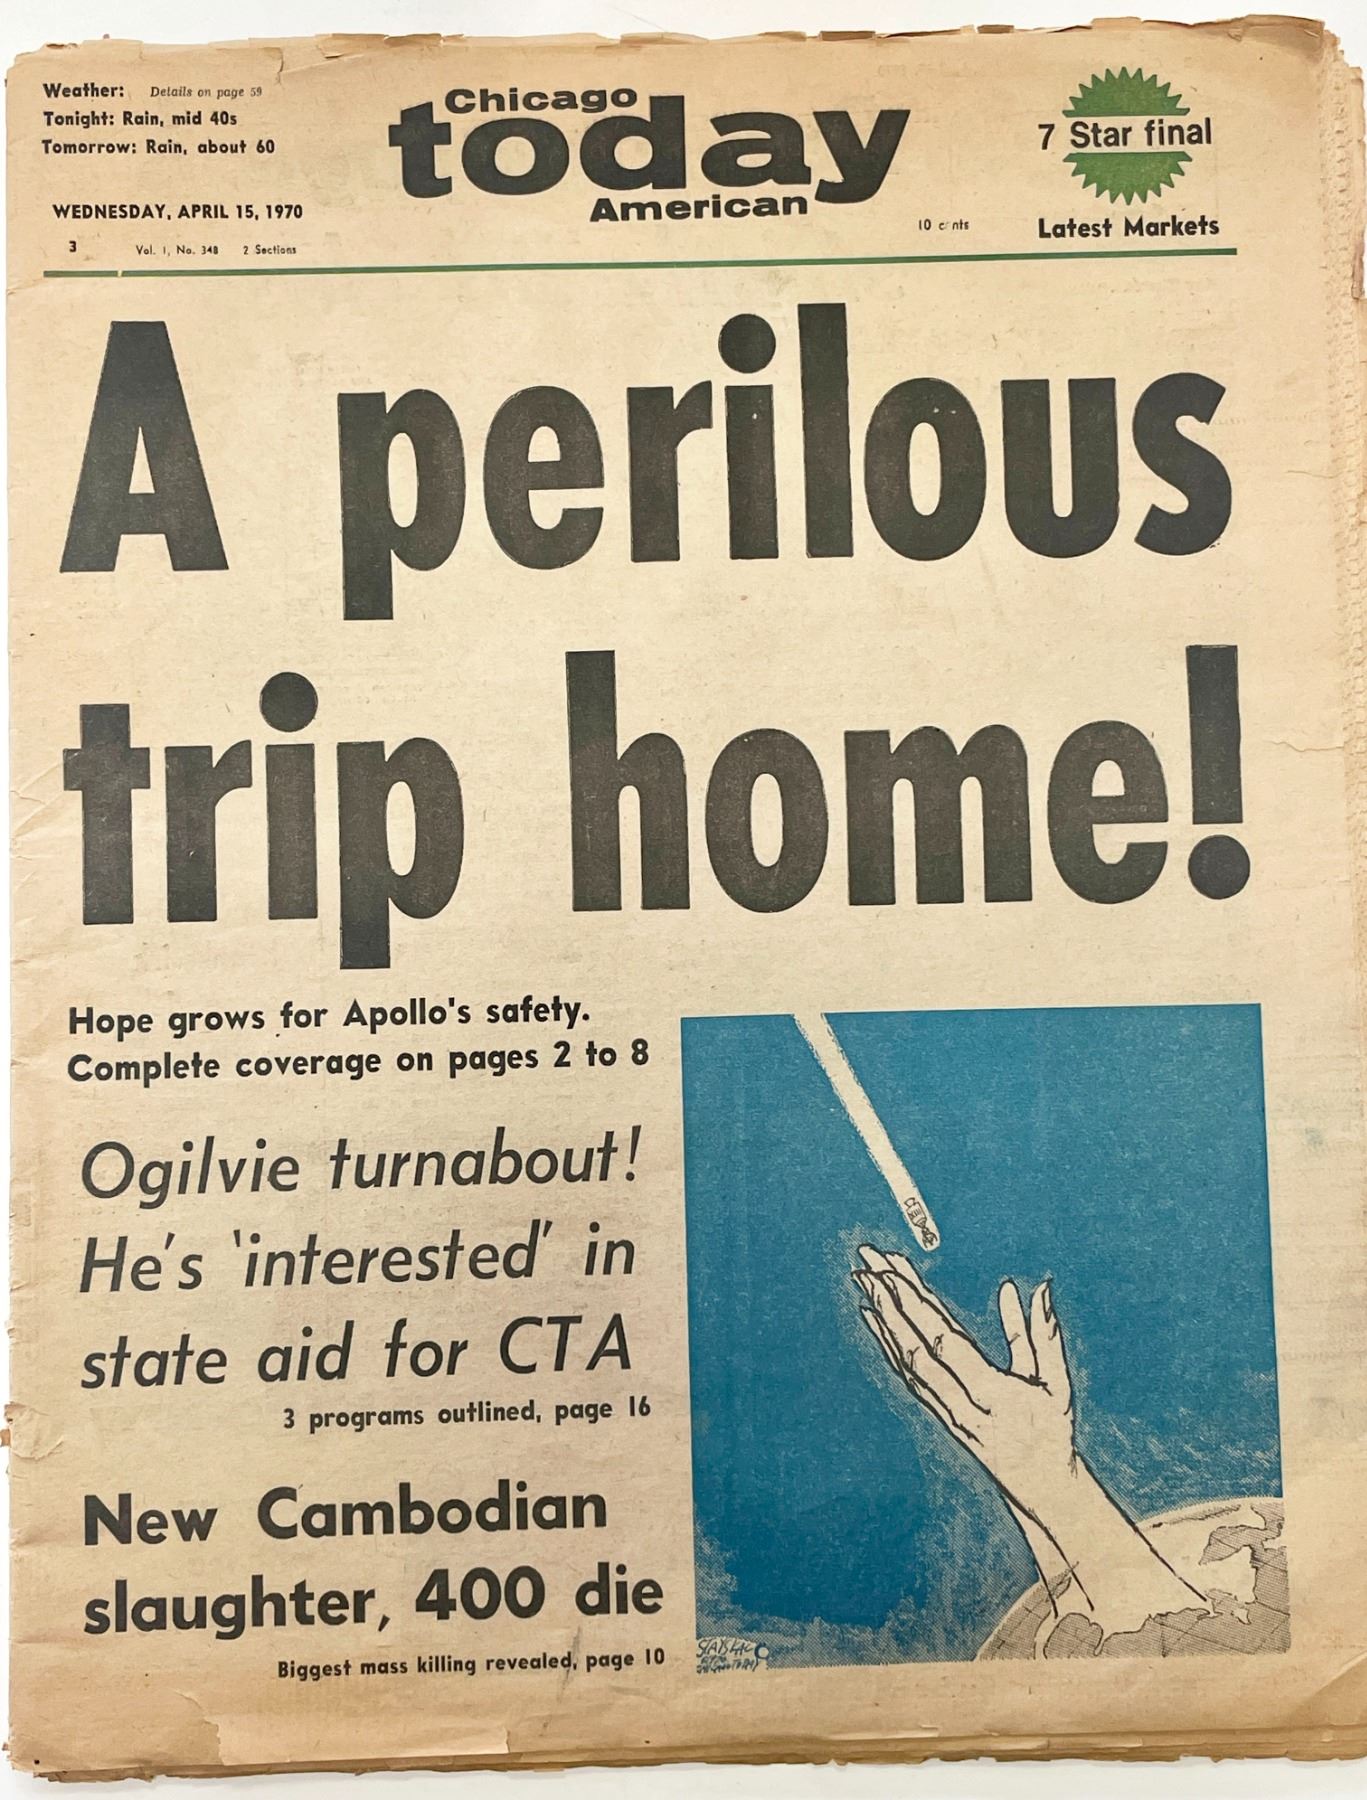 Weather: Details on page 59
Tonight: Rain, mid 40s
Tomorrow: Rain, about 60
WEDNESDAY, APRIL 15, 1970
3 Vol. 1, No. 348 2 Sections
Chicago
today
American
10 c nts
7 Star final
Latest Markets
A perilous
trip home!
Hope grows for Apollo's safety.
Complete coverage on pages 2 to 8
Ogilvie turnabout!
He's 'interested' in
state aid for CTA
3 programs outlined, page 16
New Cambodian
slaughter, 400 die
Biggest mass killing revealed, page 10
STAYSKAL